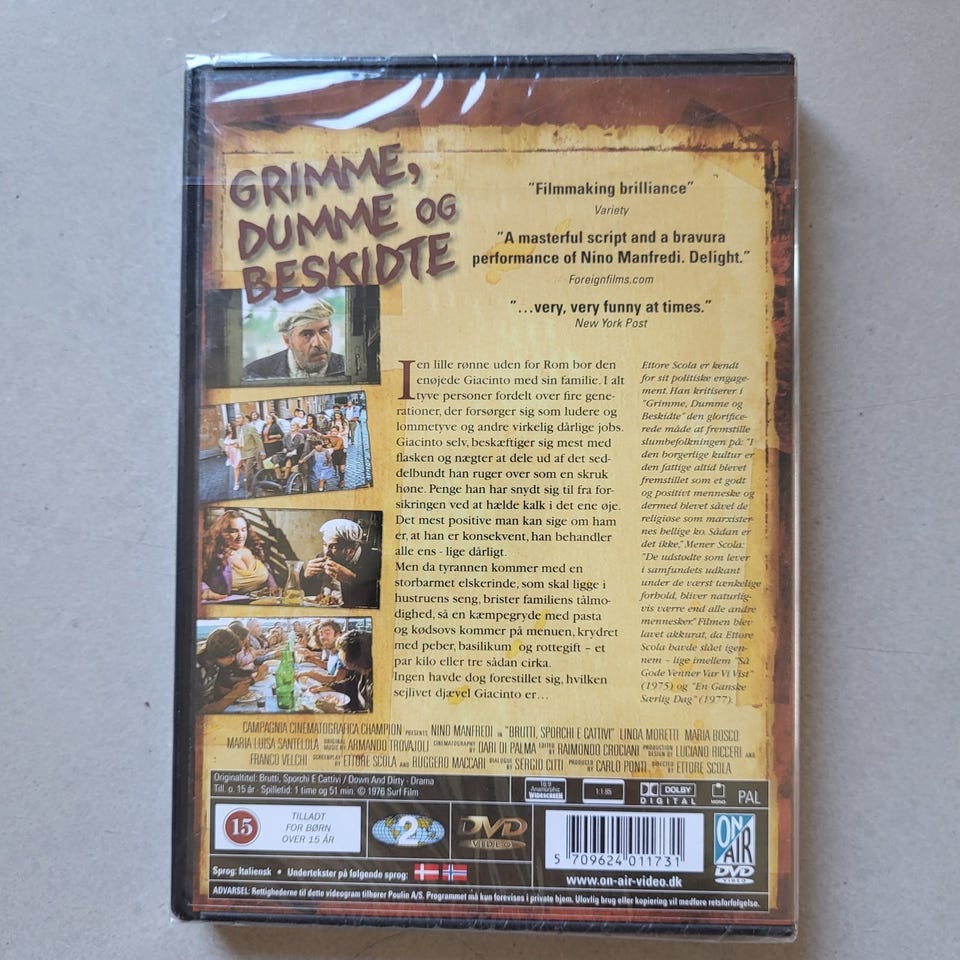 GRIMME,
DUMME OG
BESKIDTE
"Filmmaking brilliance"
Variety
"A masterful script and a bravura
performance of Nino Manfredi. Delight."
Foreignfilms.com
"...very, very funny at times."
New York Post
I en lille rønne uden for Rom bor den
enøjede Giacinto med sin familie. I alt
tyve personer fordelt over fire gene-
rationer, der forsørger sig som ludere og
lommetyve og andre virkelig dårlige jobs.
Giacinto selv, beskæftiger sig mest med
flasken og nægter at dele ud af det sed-
delbundt han ruger over som en skruk
høne. Penge han har snydt sig til fra for-
sikringen ved at hælde kalk i det ene øje.
Det mest positive man kan sige om ham
er, at han er konsekvent, han behandler
alle ens - lige dårligt.
Men da tyrannen kommer med en
storbarmet elskerinde, som skal ligge i
hustruens seng, brister familiens tålmo-
dighed, så en kæmpegryde med pasta
og kødsovs kommer på menuen, krydret
med peber, basilikum og rottegift - et
par kilo eller tre sådan cirka.
Ingen havde dog forestillet sig, hvilken
sejlivet djævel Giacinto er...
Ettore Scola er kendt
for sit politiske engage-
ment. Han kritiserer i
"Grimme, Dumme og
Beskidte" den glorifice-
rede måde at fremstille
slumbefolkningen på: "I
den borgerlige kultur er
den fattige altid blevet
fremstillet som et godt
og positivt menneske og
dermed blevet såvel de
religiøse som marxister-
nes hellige ko. Sådan er
det ikke," Mener Scola:
"De udstødte som lever
i samfundets udkant
under de værst tænkelige
forhold, bliver naturlig-
vis værre end alle andre
mennesker." Filmen blev
lavet akkurat, da Ettore
Scola havde slået igen-
nem - lige imellem "Så
Gode Venner Var Vi Vist"
(1975) og "En Ganske
Særlig Dag" (1977).
CAMPAGNIA CINEMATOGRAFICA CHAMPION PRESENTS NINO MANFREDI IN "BRUTTI, SPORCHI E CATTIVI" LINDA MORETTI MARIA BOSCO
MARIA LUISA SANTELOLA ORIGINAL MUSIC BY ARMANDO TROVAJOLI CINEMATOGRAPHY BY DARI DI PALMA EDITED BY RAIMONDO CROCIANI PRODUCTION DESIGN BY LUCIANO RICCERI AND
FRANCO VELCHI SCREENPLAY BY ETTORE SCOLA AND RUGGERO MACCARI DIALOGUE BY SERGIO CITTI PRODUCED BY CARLO PONTI DIRECTED BY ETTORE SCOLA
Originaltitel: Brutti, Sporchi E Cattivi / Down And Dirty - Drama
Till. o. 15 år - Spilletid: 1 time og 51 min. © 1976 Surf Film
16:9
Anamorphic
WIDESCREEN
1:1.85
DOLBY
DIGITAL
MONO
PAL
15
TILLADT
FOR BØRN
OVER 15 ÅR
2
DVD
VIDEO
5 709624 011731
www.on-air-video.dk
ON
AIR
DVD
VIDEO
Sprog: Italiensk • Undertekster på følgende sprog:
ADVARSEL: Rettighederne til dette videogram tilhører Poulin A/S. Programmet må kun forevises i private hjem. Ulovlig brug eller kopiering vil medføre retsforfølgelse.